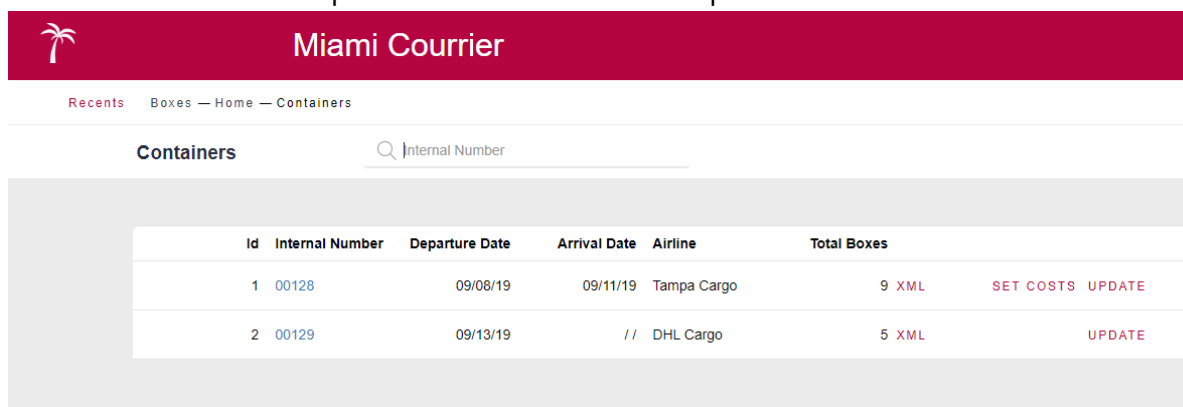 Miami Courrier
Recents Boxes — Home — Containers
Containers Internal Number
Id Internal Number Departure Date Arrival Date Airline Total Boxes
1 00128 09/08/19 09/11/19 Tampa Cargo 9 XML SET COSTS UPDATE
2 00129 09/13/19 / / DHL Cargo 5 XML UPDATE